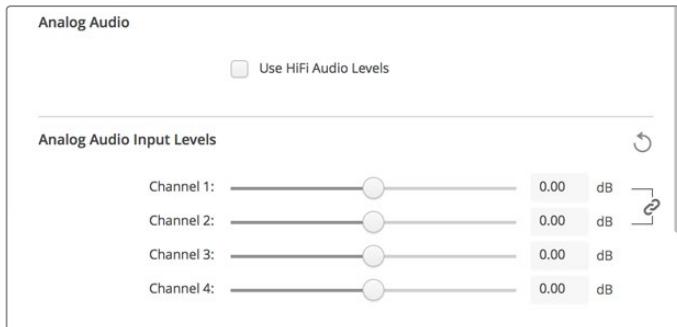 Analog Audio
Use HiFi Audio Levels
Analog Audio Input Levels
Channel 1: 0.00 dB
Channel 2: 0.00 dB
Channel 3: 0.00 dB
Channel 4: 0.00 dB